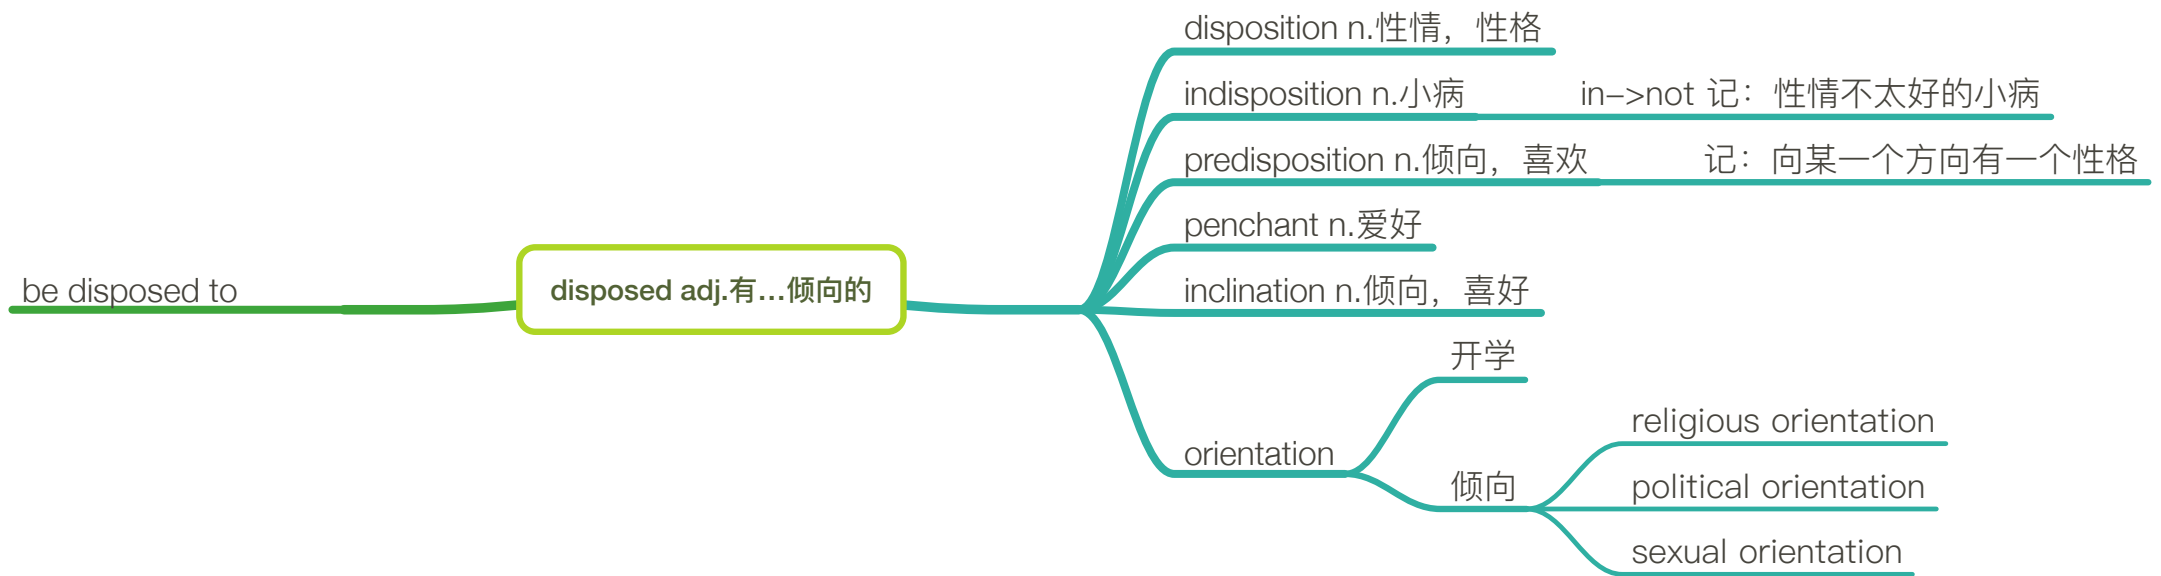 be disposed to
disposed adj.有...倾向的
disposition n.性情，性格
indisposition n.小病
in->not 记：性情不太好的小病
predisposition n.倾向，喜欢
记：向某一个方向有一个性格
penchant n.爱好
inclination n.倾向，喜好
orientation
开学
倾向
religious orientation
political orientation
sexual orientation